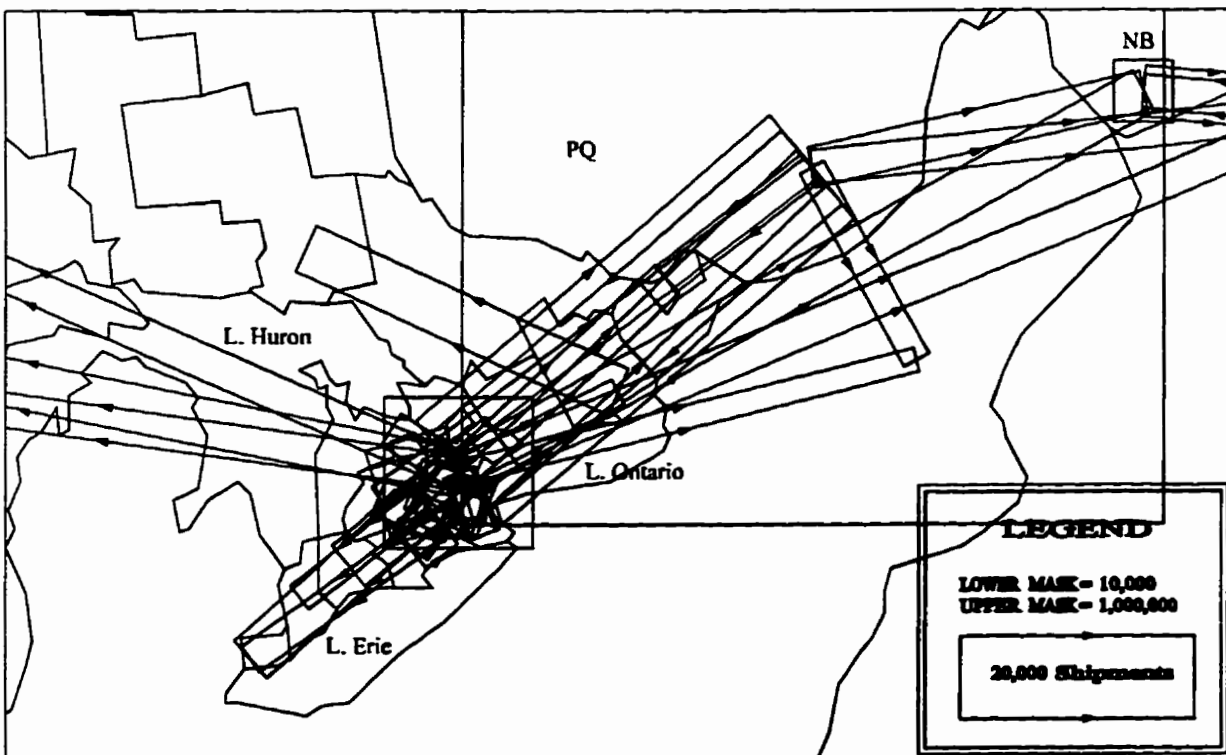 NB
PQ
L. Huron
L. Ontario
L. Erie
LEGEND
LOWER MASK = 10,000
UPPER MASK = 1,000,000
20,000 Shipments